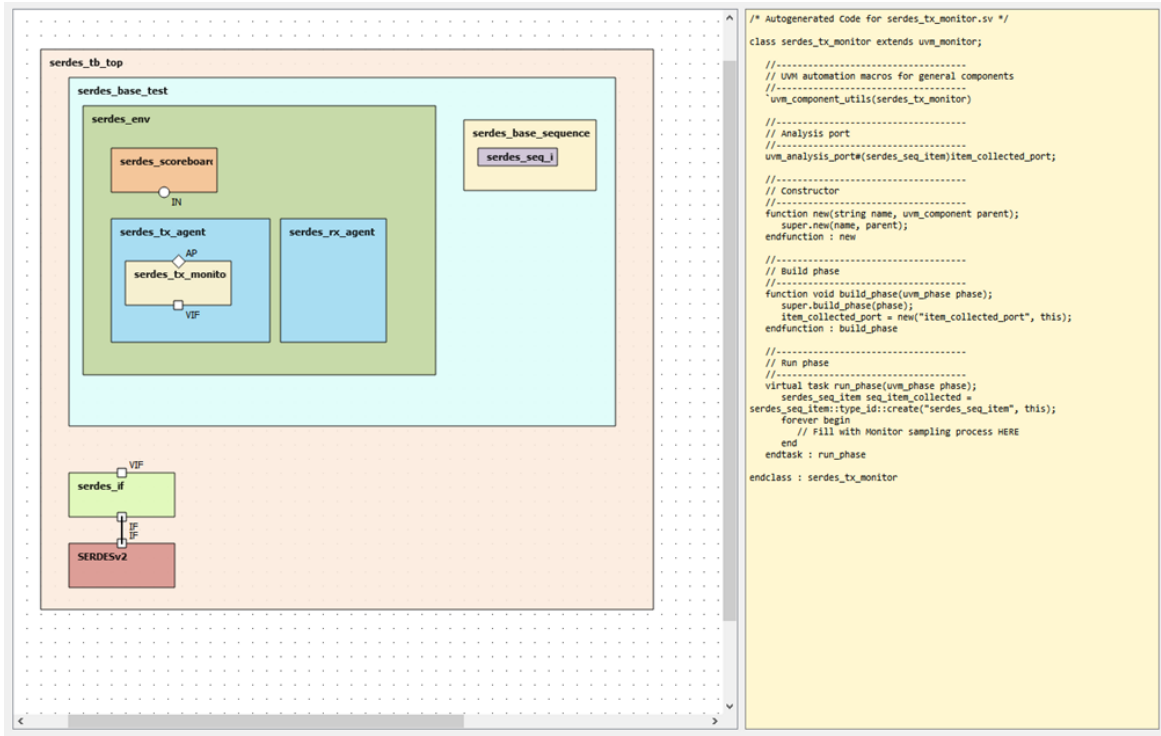 serdes_tb_top
serdes_base_test
serdes_env
serdes_base_sequence
serdes_seq_i
serdes_scoreboar
IN
serdes_tx_agent
serdes_rx_agent
AP
serdes_tx_monito
VIF
VIF
serdes_if
IF
IF
SERDESv2
/* Autogenerated Code for serdes_tx_monitor.sv */
class serdes_tx_monitor extends uvm_monitor;
//------------------------------------
// UVM automation macros for general components
//------------------------------------
`uvm_component_utils(serdes_tx_monitor)
//------------------------------------
// Analysis port
//------------------------------------
uvm_analysis_port#(serdes_seq_item)item_collected_port;
//------------------------------------
// Constructor
//------------------------------------
function new(string name, uvm_component parent);
super.new(name, parent);
endfunction : new
//------------------------------------
// Build phase
//------------------------------------
function void build_phase(uvm_phase phase);
super.build_phase(phase);
item_collected_port = new("item_collected_port", this);
endfunction : build_phase
//------------------------------------
// Run phase
//------------------------------------
virtual task run_phase(uvm_phase phase);
serdes_seq_item seq_item_collected =
serdes_seq_item::type_id::create("serdes_seq_item", this);
forever begin
// Fill with Monitor sampling process HERE
end
endtask : run_phase
endclass : serdes_tx_monitor